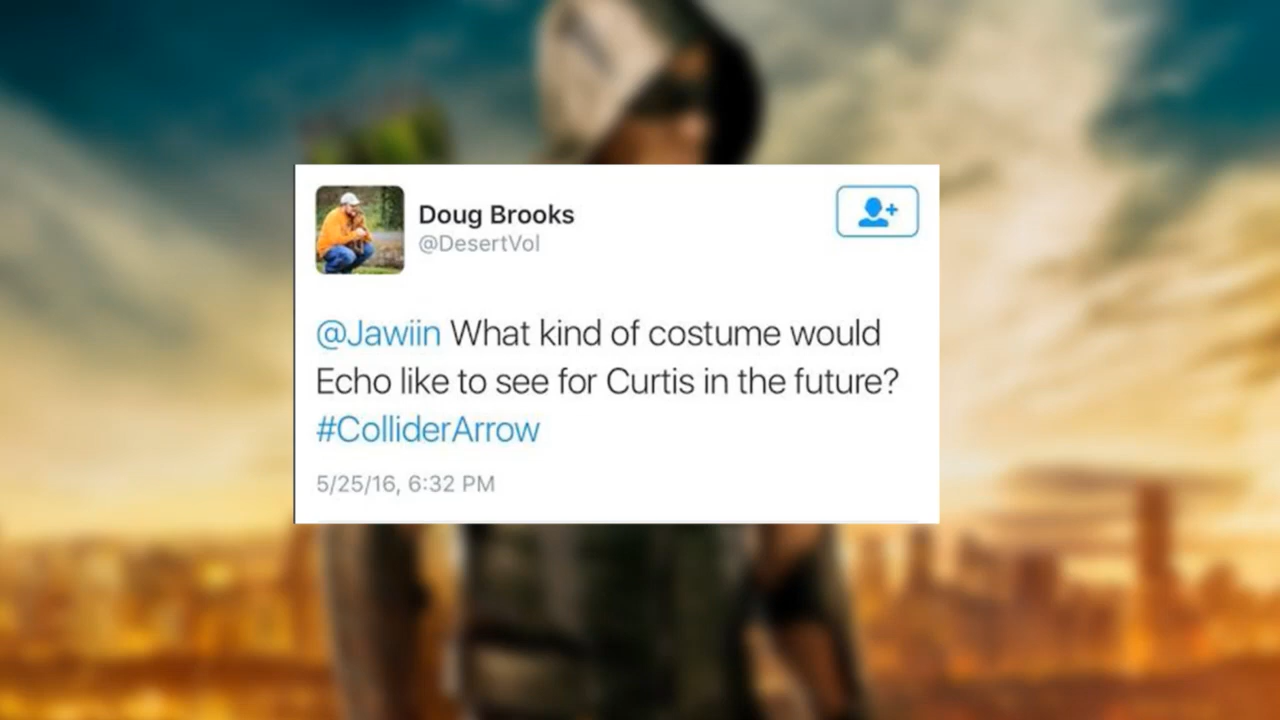 Doug Brooks
@DesertVol
@Jawiin What kind of costume would
Echo like to see for Curtis in the future?
#ColliderArrow
5/25/16, 6:32 PM